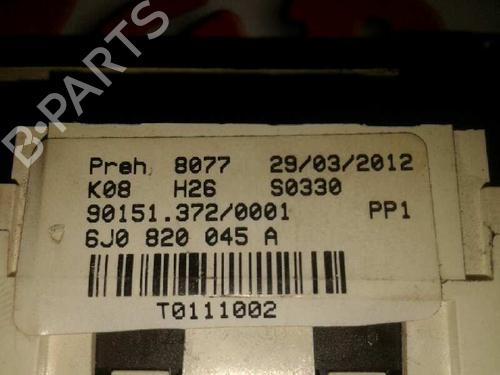 B-PARTS
Preh 8077 29/03/2012
K08 H26 S0330
90151.372/0001 PP1
6J0 820 045 A
T0111002